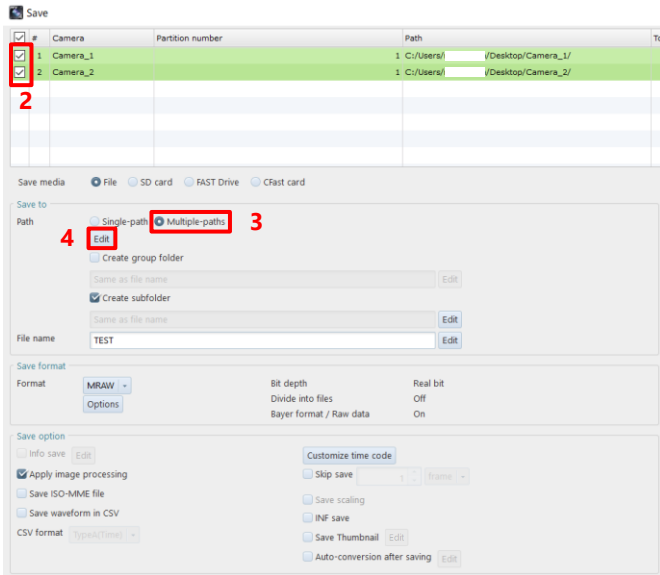 Save
# Camera Partition number Path To
1 Camera_1 1 C:/Users/ /Desktop/Camera_1/
2 Camera_2 1 C:/Users/ /Desktop/Camera_2/
2
Save media File SD card FAST Drive CFast card
Save to
Path Single-path Multiple-paths 3
4 Edit
Create group folder
Same as file name Edit
Create subfolder
Same as file name Edit
File name TEST Edit
Save format
Format MRAW Bit depth Real bit
Options Divide into files Off
Bayer format / Raw data On
Save option
Info save Edit Customize time code
Apply image processing Skip save 1 frame
Save ISO-MME file Save scaling
Save waveform in CSV INF save
CSV format TypeA(Time) Save Thumbnail Edit
Auto-conversion after saving Edit